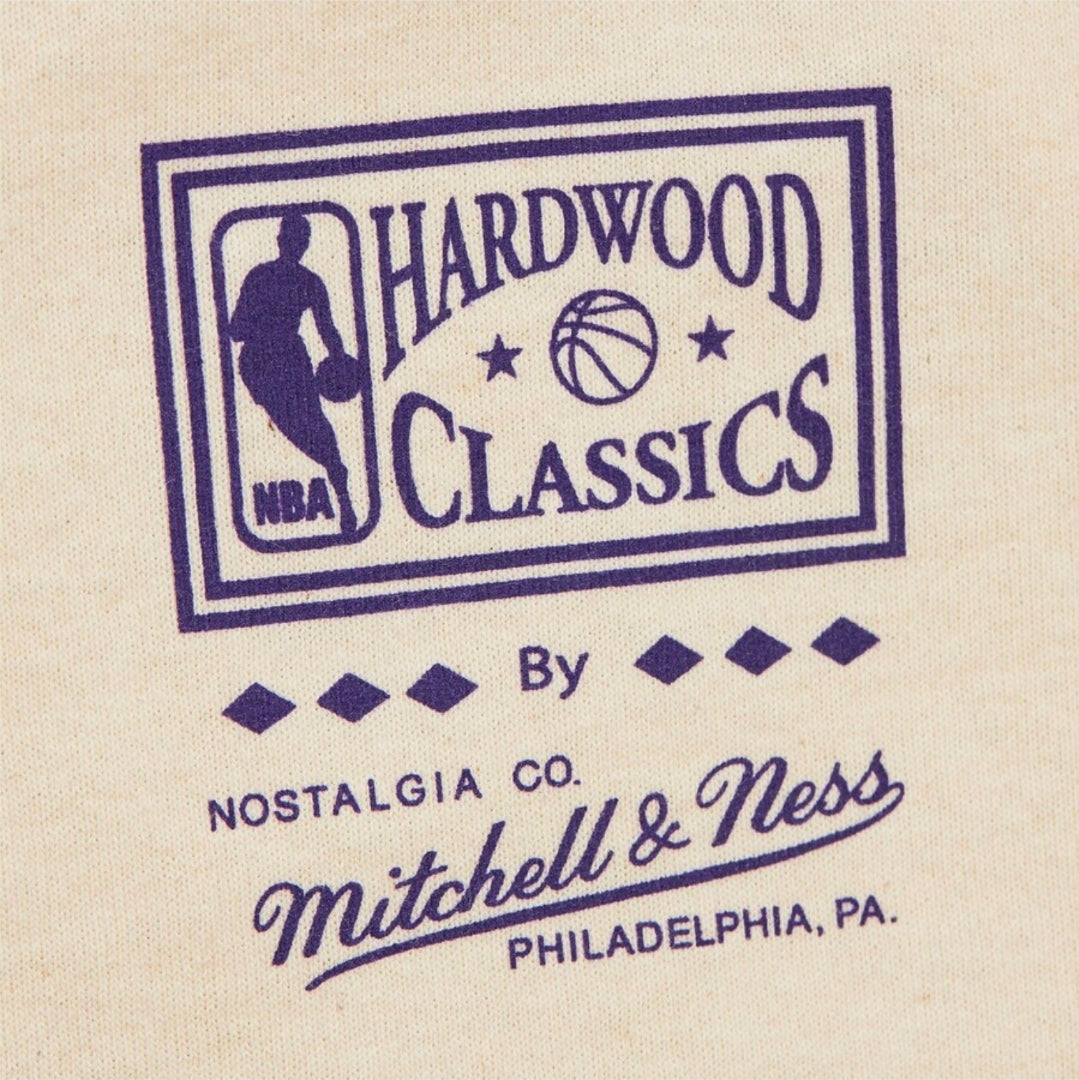 NBA
HARDWOOD
CLASSICS
By
NOSTALGIA CO.
Mitchell & Ness
PHILADELPHIA, PA.